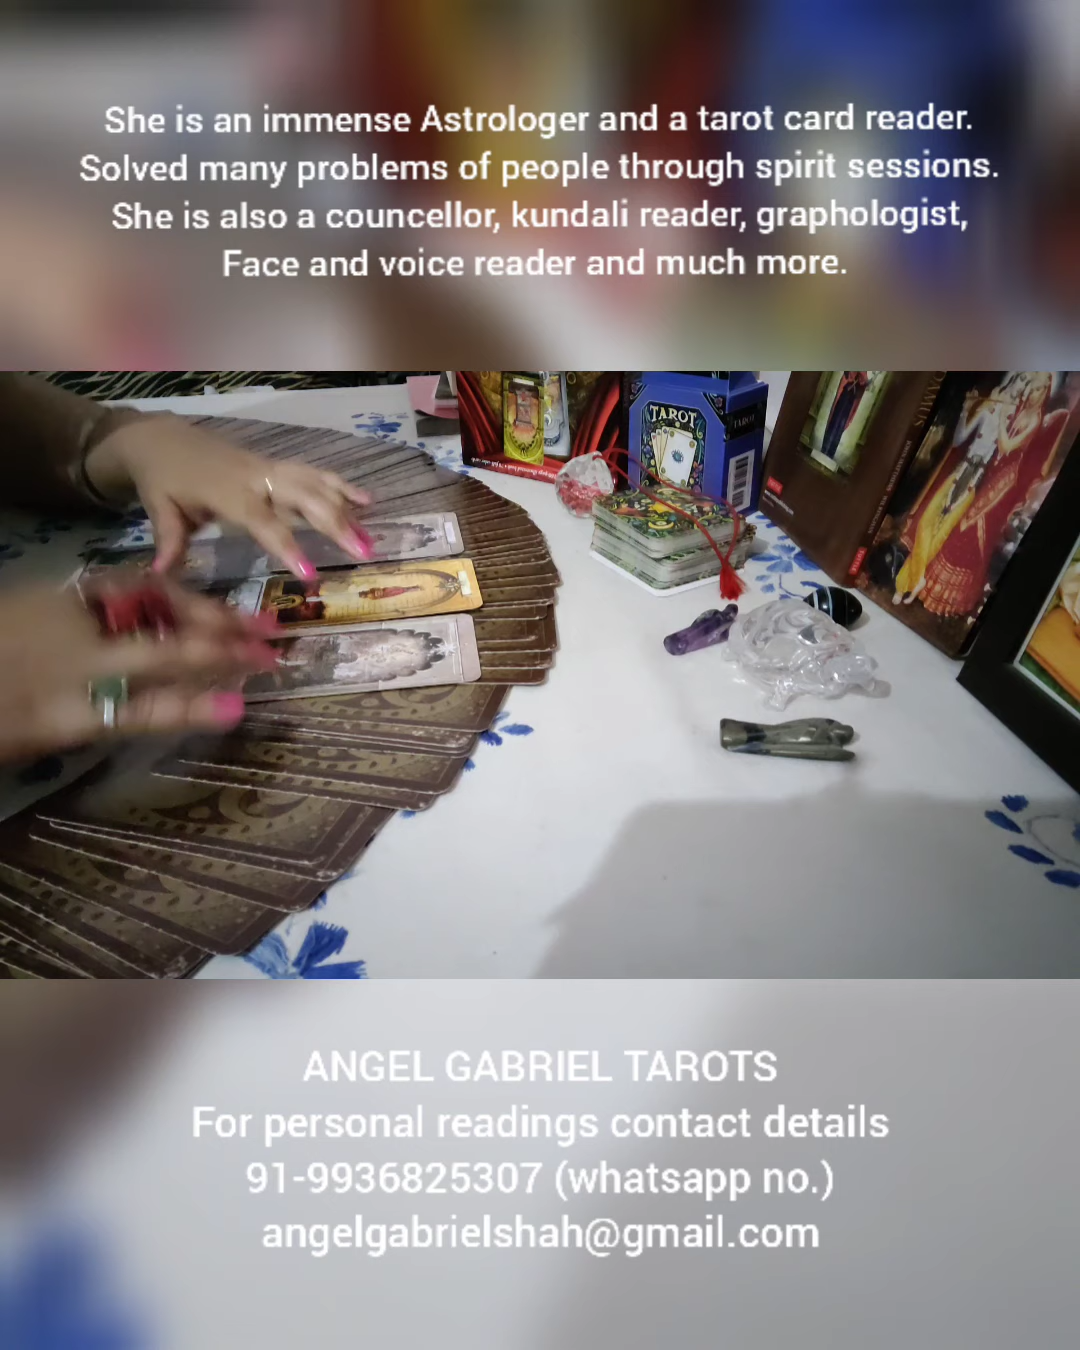 She is an immense Astrologer and a tarot card reader.
Solved many problems of people through spirit sessions.
She is also a councellor, kundali reader, graphologist,
Face and voice reader and much more.
TAROT
TAROT
ANGEL GABRIEL TAROTS
For personal readings contact details
91-9936825307 (whatsapp no.)
angelgabrielshah@gmail.com